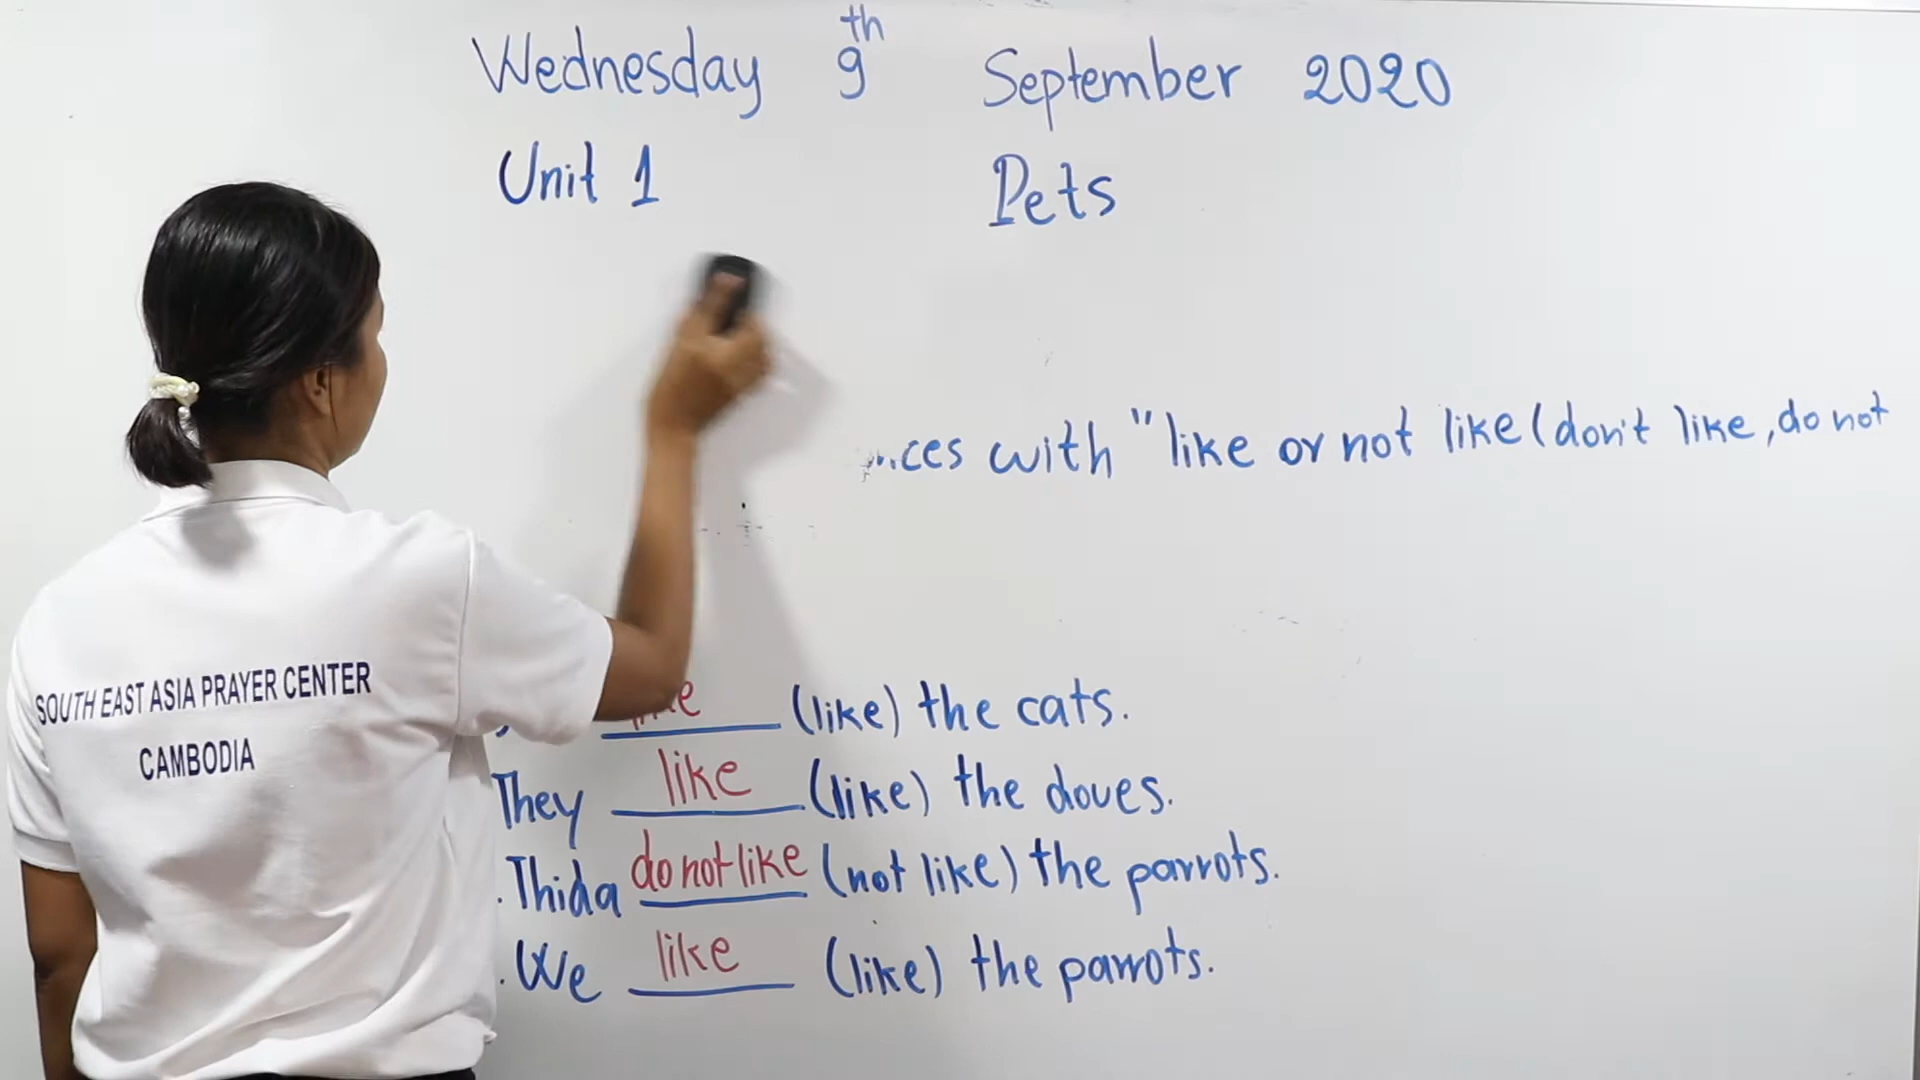 Wednesday 9th September 2020
Unit 1 Pets
with "like or not like (don't like, do not
like (like) the cats.
They like (like) the doves.
Thida do not like (not like) the parrots.
We like (like) the parrots.
SOUTH EAST ASIA PRAYER CENTER
CAMBODIA